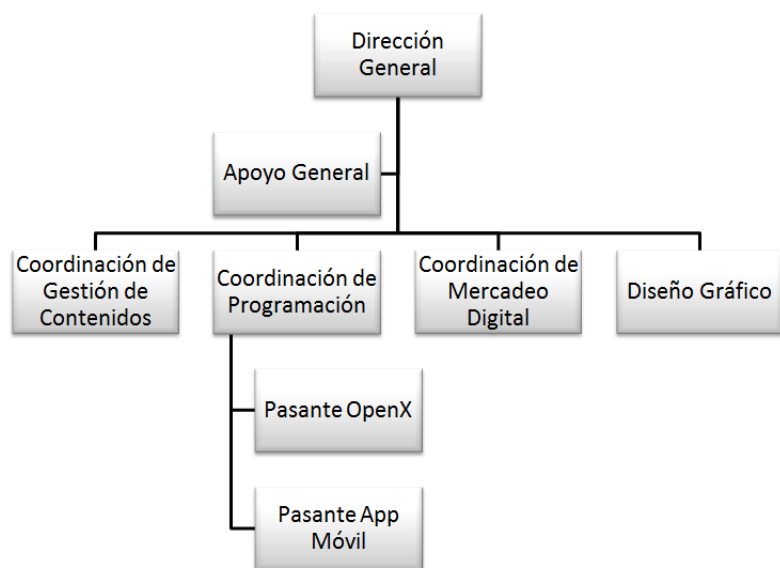 Dirección
General
Apoyo General
Coordinación de
Gestión de
Contenidos
Coordinación de
Programación
Coordinación de
Mercadeo
Digital
Diseño Gráfico
Pasante OpenX
Pasante App
Móvil